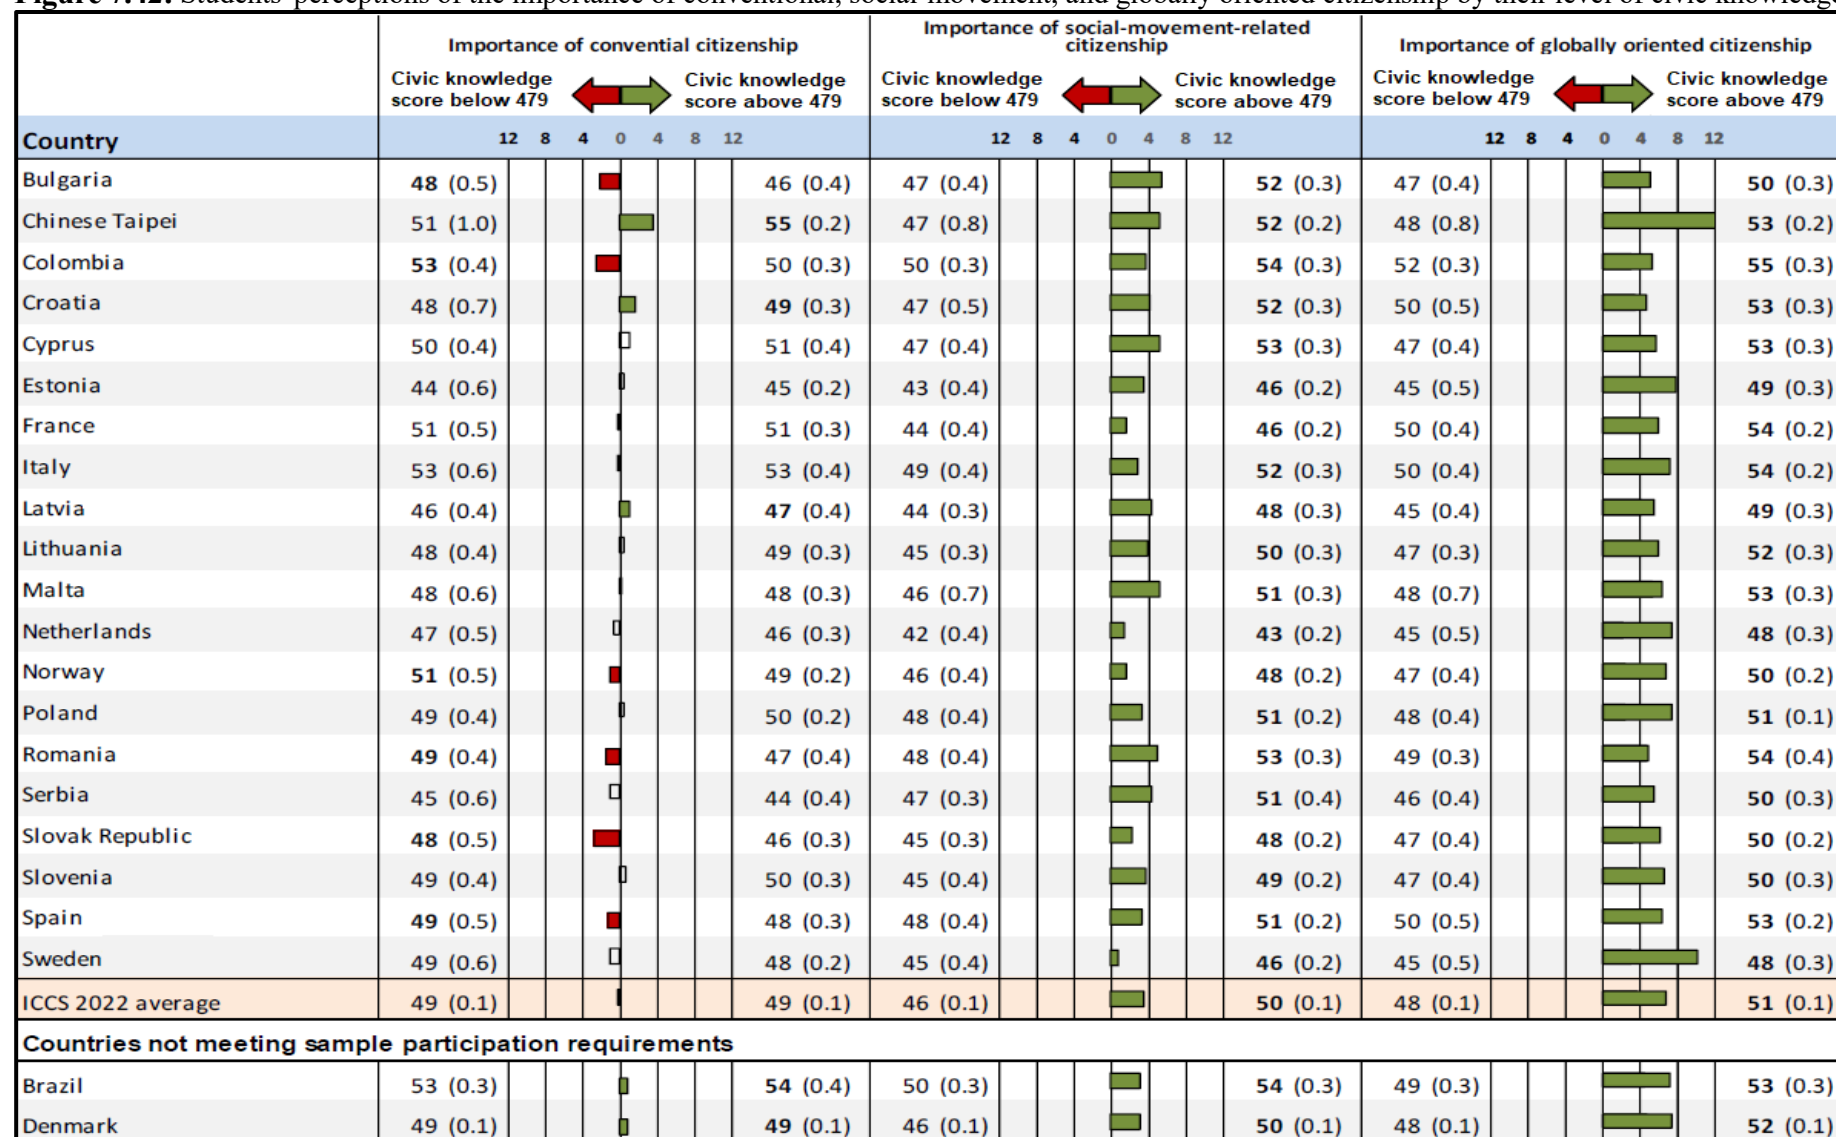 Figure 7.42: Students' perceptions of the importance of conventional, social movement, and globally oriented citizenship by their level of civic knowledge
Importance of convential citizenship
Importance of social-movement-related
citizenship
Importance of globally oriented citizenship
Civic knowledge score below 479 Civic knowledge score above 479 Civic knowledge score below 479 Civic knowledge score above 479 Civic knowledge score below 479 Civic knowledge score above 479
Country 12 8 4 0 4 8 12 12 8 4 0 4 8 12 12 8 4 0 4 8 12
Bulgaria 48 (0.5) 46 (0.4) 47 (0.4) 52 (0.3) 47 (0.4) 50 (0.3)
Chinese Taipei 51 (1.0) 55 (0.2) 47 (0.8) 52 (0.2) 48 (0.8) 53 (0.2)
Colombia 53 (0.4) 50 (0.3) 50 (0.3) 54 (0.3) 52 (0.3) 55 (0.3)
Croatia 48 (0.7) 49 (0.3) 47 (0.5) 52 (0.3) 50 (0.5) 53 (0.3)
Cyprus 50 (0.4) 51 (0.4) 47 (0.4) 53 (0.3) 47 (0.4) 53 (0.3)
Estonia 44 (0.6) 45 (0.2) 43 (0.4) 46 (0.2) 45 (0.5) 49 (0.3)
France 51 (0.5) 51 (0.3) 44 (0.4) 46 (0.2) 50 (0.4) 54 (0.2)
Italy 53 (0.6) 53 (0.4) 49 (0.4) 52 (0.3) 50 (0.4) 54 (0.2)
Latvia 46 (0.4) 47 (0.4) 44 (0.3) 48 (0.3) 45 (0.4) 49 (0.3)
Lithuania 48 (0.4) 49 (0.3) 45 (0.3) 50 (0.3) 47 (0.3) 52 (0.3)
Malta 48 (0.6) 48 (0.3) 46 (0.7) 51 (0.3) 48 (0.7) 53 (0.3)
Netherlands 47 (0.5) 46 (0.3) 42 (0.4) 43 (0.2) 45 (0.5) 48 (0.3)
Norway 51 (0.5) 49 (0.2) 46 (0.4) 48 (0.2) 47 (0.4) 50 (0.2)
Poland 49 (0.4) 50 (0.2) 48 (0.4) 51 (0.2) 48 (0.4) 51 (0.1)
Romania 49 (0.4) 47 (0.4) 48 (0.4) 53 (0.3) 49 (0.3) 54 (0.4)
Serbia 45 (0.6) 44 (0.4) 47 (0.3) 51 (0.4) 46 (0.4) 50 (0.3)
Slovak Republic 48 (0.5) 46 (0.3) 45 (0.3) 48 (0.2) 47 (0.4) 50 (0.2)
Slovenia 49 (0.4) 50 (0.3) 45 (0.4) 49 (0.2) 47 (0.4) 50 (0.3)
Spain 49 (0.5) 48 (0.3) 48 (0.4) 51 (0.2) 50 (0.5) 53 (0.2)
Sweden 49 (0.6) 48 (0.2) 45 (0.4) 46 (0.2) 45 (0.5) 48 (0.3)
ICCS 2022 average 49 (0.1) 49 (0.1) 46 (0.1) 50 (0.1) 48 (0.1) 51 (0.1)
Countries not meeting sample participation requirements
Brazil 53 (0.3) 54 (0.4) 50 (0.3) 54 (0.3) 49 (0.3) 53 (0.3)
Denmark 49 (0.1) 49 (0.1) 46 (0.1) 50 (0.1) 48 (0.1) 52 (0.1)